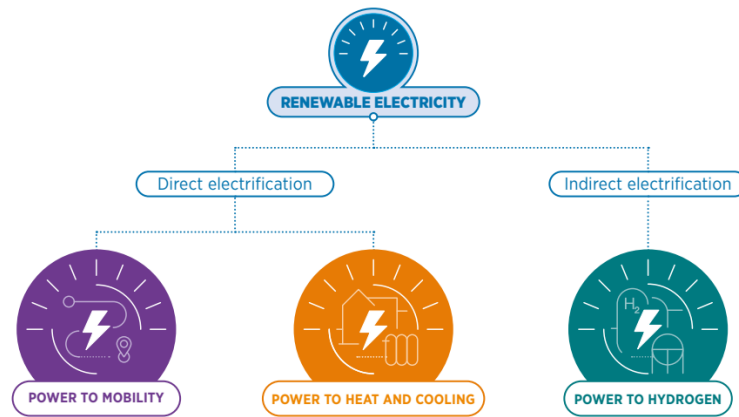 RENEWABLE ELECTRICITY
Direct electrification
Indirect electrification
H₂
POWER TO MOBILITY
POWER TO HEAT AND COOLING
POWER TO HYDROGEN